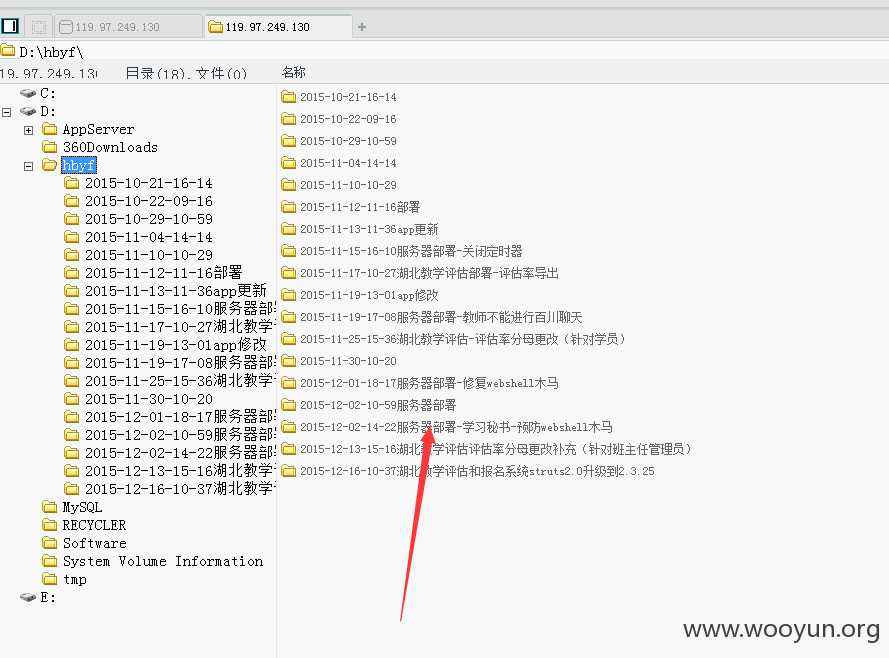 119.97.249.130
119.97.249.130
D:\hbyf\
19.97.249.13
目录(18),文件(0)
名称
C:
D:
AppServer
360Downloads
hbyf
2015-10-21-16-14
2015-10-22-09-16
2015-10-29-10-59
2015-11-04-14-14
2015-11-10-10-29
2015-11-12-11-16部署
2015-11-13-11-36app更新
2015-11-15-16-10服务器部
2015-11-17-10-27湖北教学
2015-11-19-13-01app修改
2015-11-19-17-08服务器部
2015-11-25-15-36湖北教学
2015-11-30-10-20
2015-12-01-18-17服务器部
2015-12-02-10-59服务器部
2015-12-02-14-22服务器部
2015-12-13-15-16湖北教学
2015-12-16-10-37湖北教学
MySQL
RECYCLER
Software
System Volume Information
tmp
E:
2015-10-21-16-14
2015-10-22-09-16
2015-10-29-10-59
2015-11-04-14-14
2015-11-10-10-29
2015-11-12-11-16部署
2015-11-13-11-36app更新
2015-11-15-16-10服务器部署-关闭定时器
2015-11-17-10-27湖北教学评估部署-评估率导出
2015-11-19-13-01app修改
2015-11-19-17-08服务器部署-教师不能进行百川聊天
2015-11-25-15-36湖北教学评估-评估率分母更改（针对学员）
2015-11-30-10-20
2015-12-01-18-17服务器部署-修复webshell木马
2015-12-02-10-59服务器部署
2015-12-02-14-22服务器部署-学习秘书-预防webshell木马
2015-12-13-15-16湖北教学评估评估率分母更改补充（针对班主任管理员）
2015-12-16-10-37湖北教学评估和报名系统struts2.0升级到2.3.25
www.wooyun.org